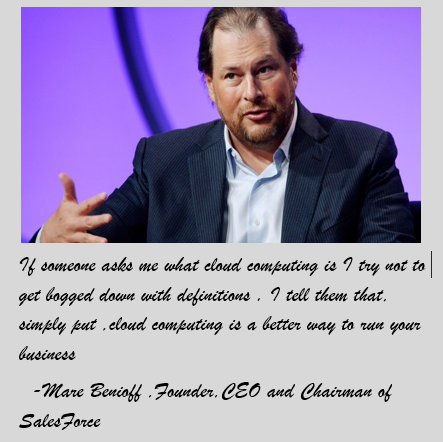 If someone asks me what cloud computing is I try not to
get bogged down with definitions . I tell them that,
simply put ,cloud computing is a better way to run your
business
-Marc Benioff ,Founder,CEO and Chairman of
SalesForce